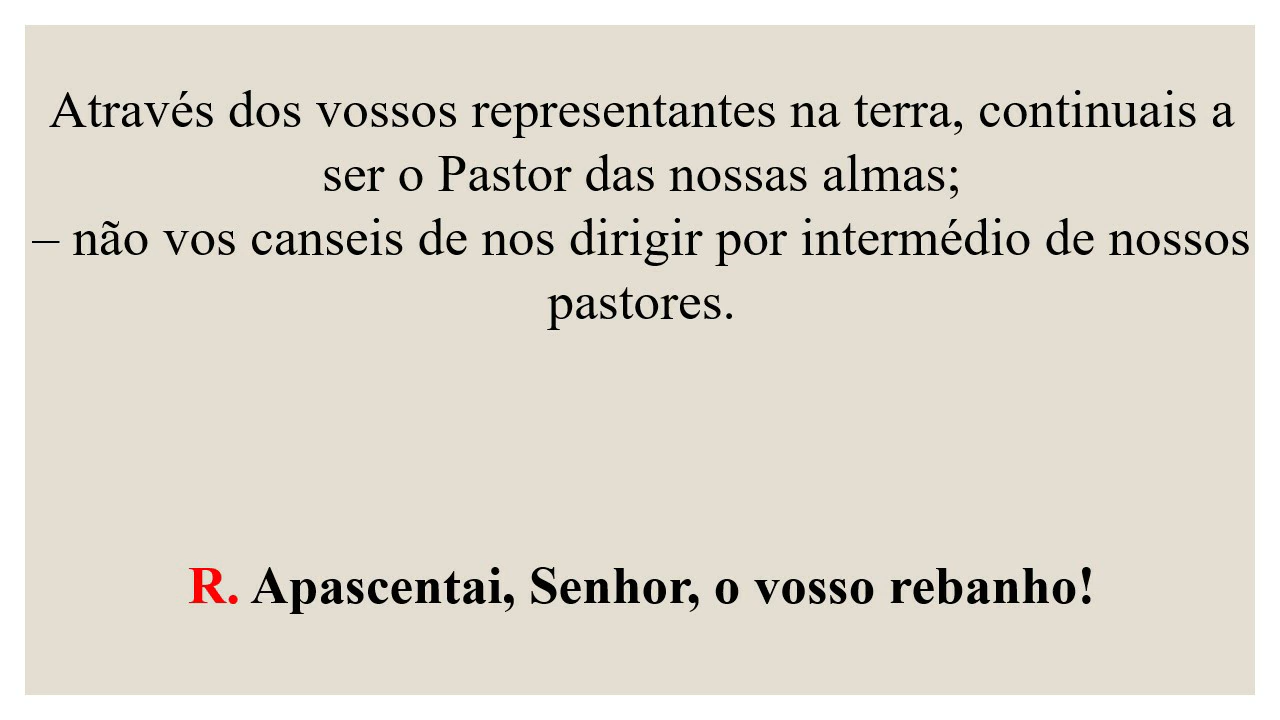 Através dos vossos representantes na terra, continuais a
ser o Pastor das nossas almas;
– não vos canseis de nos dirigir por intermédio de nossos
pastores.
R. Apascentai, Senhor, o vosso rebanho!